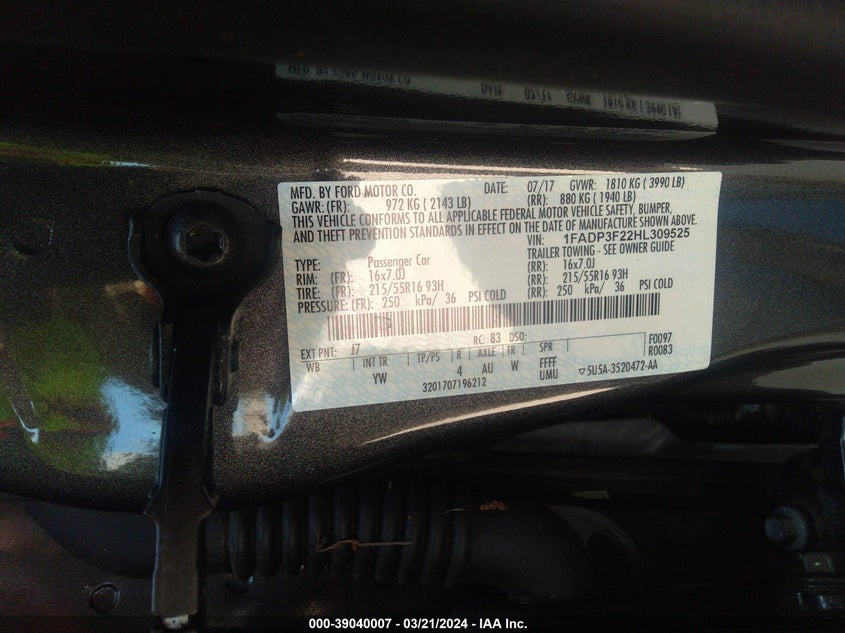 MFD. BY FORD MOTOR CO. DATE: 07/17 GVWR: 1810 KG ( 3990 LB)
GAWR: (FR): 972 KG ( 2143 LB) (RR): 880 KG ( 1940 LB)
THIS VEHICLE CONFORMS TO ALL APPLICABLE FEDERAL MOTOR VEHICLE SAFETY, BUMPER,
AND THEFT PREVENTION STANDARDS IN EFFECT ON THE DATE OF MANUFACTURE SHOWN ABOVE.
VIN: 1FADP3F22HL309525
TYPE: Passenger Car TRAILER TOWING - SEE OWNER GUIDE
RIM: (FR): 16x7.0J (RR): 16x7.0J
TIRE: (FR): 215/55R16 93H (RR): 215/55R16 93H
PRESSURE: (FR): 250 kPa/ 36 PSI COLD (RR): 250 kPa/ 36 PSI COLD
EXT PNT: J7 RC: 83 DSO: F0097
WB INT TR TP/PS R AXLE TR SPR R0083
YW 4 AU W FFFF
UMU
3201707196212 ▽5U5A-3520472-AA
000-39040007 - 03/21/2024 - IAA Inc.